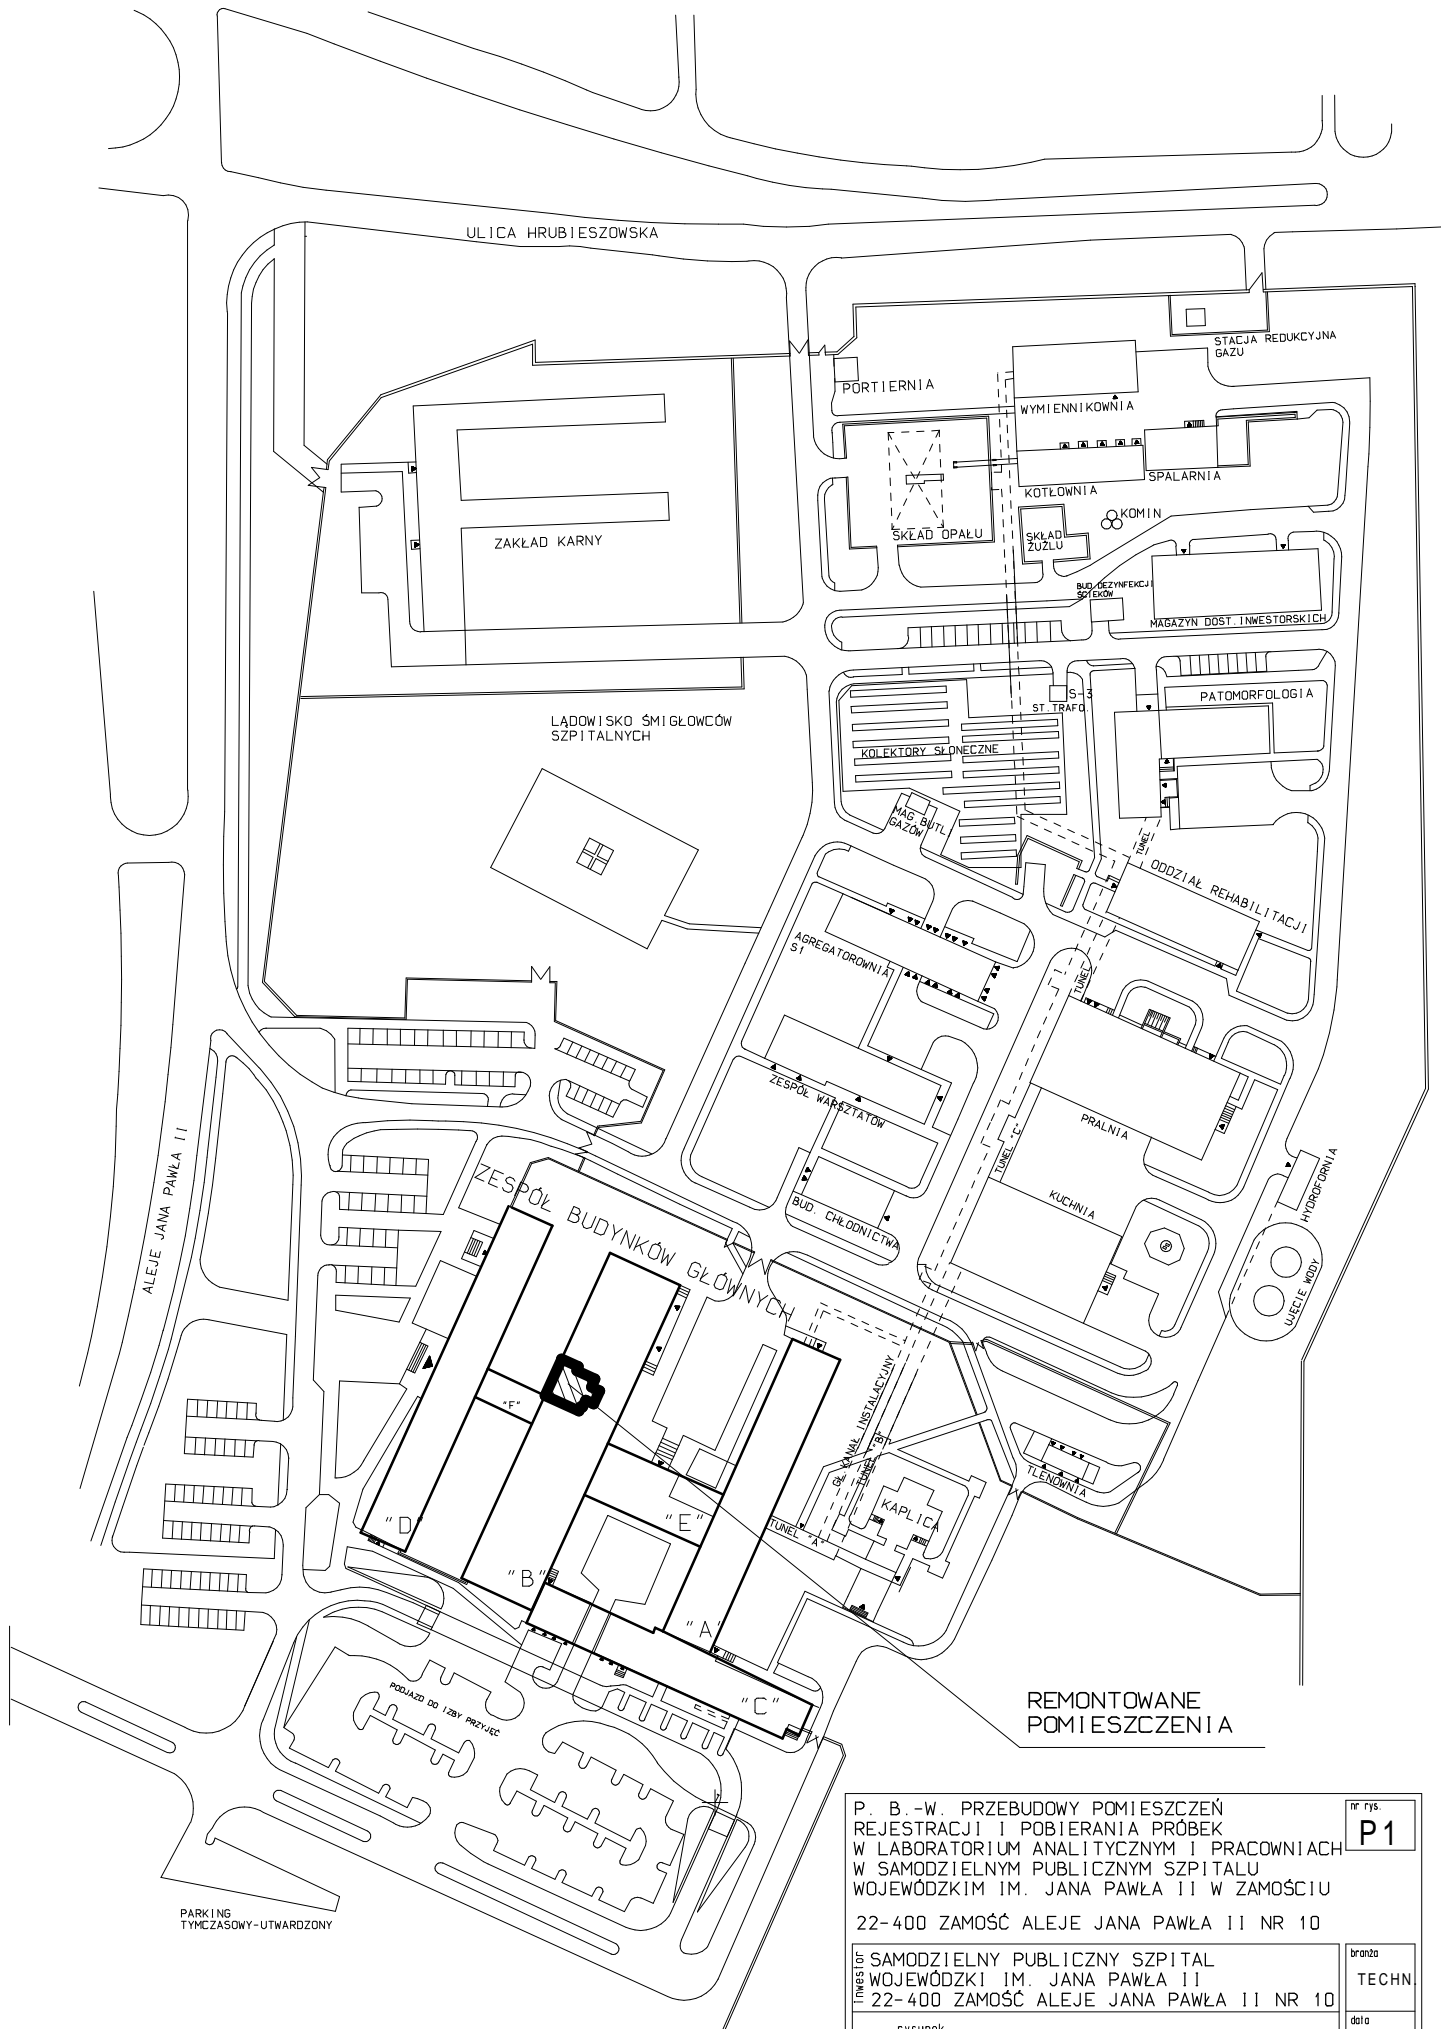 ULICA HRUBIESZOWSKA
STACJA REDUKCYJNA
GAZU
PORTIERNIA
WYMIENNIKOWNIA
SPALARNIA
KOTŁOWNIA
KOMIN
SKŁAD OPAŁU
SKŁAD
ŻUŻLU
ZAKŁAD KARNY
BUD.DEZYNFEKCJI
ŚCIEKÓW
MAGAZYN DOST.INWESTORSKICH
S-3
ST.TRAFO.
PATOMORFOLOGIA
LĄDOWISKO ŚMIGŁOWCÓW
SZPITALNYCH
KOLEKTORY SŁONECZNE
MAG.BUTL.
GAZÓW
TUNEL
ODDZIAŁ REHABILITACJI
AGREGATOROWNIA
S1
TUNEL
ZESPÓŁ WARSZTATÓW
PRALNIA
TUNEL "C"
ALEJE JANA PAWŁA II
HYDROFORNIA
KUCHNIA
BUD. CHŁODNICTWA
ZESPÓŁ BUDYNKÓW GŁÓWNYCH
UJĘCIE WODY
GŁ. KANAŁ INSTALACYJNY
TUNEL "B"
"F"
TLENOWNIA
KAPLICA
"D"
"E"
TUNEL "A"
"B"
"A"
"C"
PODJAZD DO IZBY PRZYJĘĆ
REMONTOWANE
POMIESZCZENIA
PARKING
TYMCZASOWY-UTWARDZONY
P. B.-W. PRZEBUDOWY POMIESZCZEŃ
REJESTRACJI I POBIERANIA PRÓBEK
W LABORATORIUM ANALITYCZNYM I PRACOWNIACH
W SAMODZIELNYM PUBLICZNYM SZPITALU
WOJEWÓDZKIM IM. JANA PAWŁA II W ZAMOŚCIU
22-400 ZAMOŚĆ ALEJE JANA PAWŁA II NR 10
nr rys.
P1
inwestor
SAMODZIELNY PUBLICZNY SZPITAL
WOJEWÓDZKI IM. JANA PAWŁA II
22-400 ZAMOŚĆ ALEJE JANA PAWŁA II NR 10
branża
TECHN.
rysunek
data